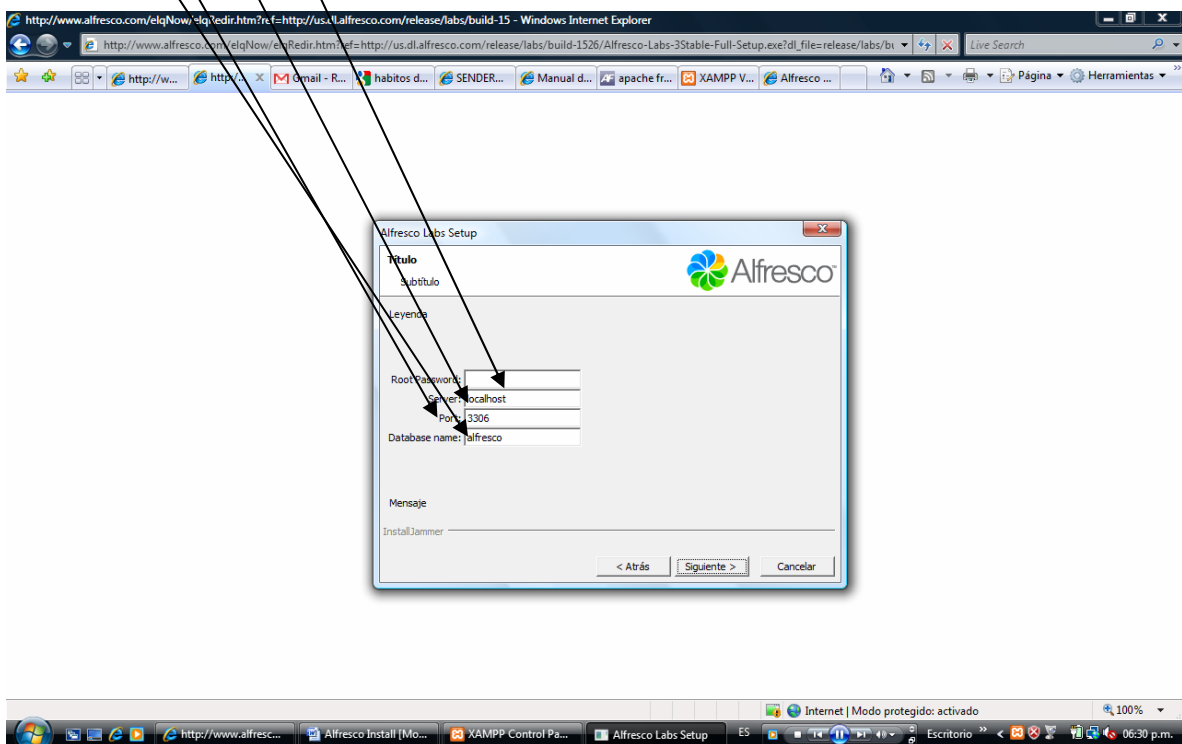 http://www.alfresco.com/elqNow/elqRedir.htm?ref=http://us.dl.alfresco.com/release/labs/build-15 - Windows Internet Explorer
http://www.alfresco.com/elqNow/elqRedir.htm?ref=http://us.dl.alfresco.com/release/labs/build-1526/Alfresco-Labs-3Stable-Full-Setup.exe?dl_file=release/labs/bu
Live Search
http://w...
http:/...
Gmail - R...
habitos d...
SENDER...
Manual d...
apache fr...
XAMPP V...
Alfresco ...
Página
Herramientas
Alfresco Labs Setup
Título
Subtítulo
Alfresco
Leyenda
Root Password:
Server: localhost
Port: 3306
Database name: alfresco
Mensaje
InstallJammer
< Atrás
Siguiente >
Cancelar
Internet | Modo protegido: activado
100%
http://www.alfresc...
Alfresco Install [Mo...
XAMPP Control Pa...
Alfresco Labs Setup
ES
Escritorio
06:30 p.m.